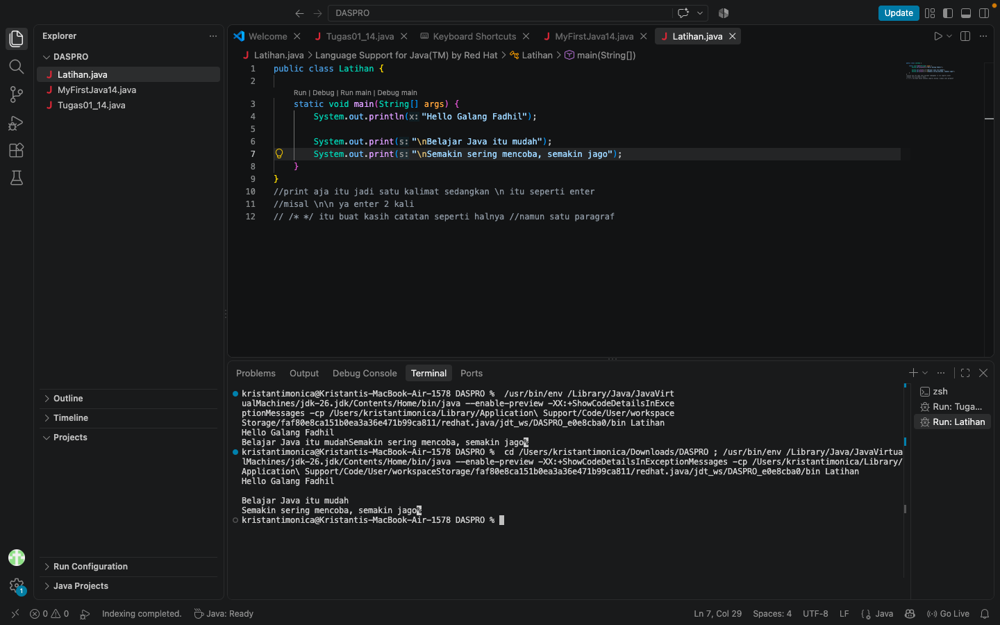 DASPRO
Update
Explorer
DASPRO
Latihan.java
MyFirstJava14.java
Tugas01_14.java
Outline
Timeline
Projects
Run Configuration
Java Projects
Welcome
Tugas01_14.java
Keyboard Shortcuts
MyFirstJava14.java
Latihan.java
Latihan.java > Language Support for Java(TM) by Red Hat > Latihan > main(String[])
1 public class Latihan {
2
Run | Debug | Run main | Debug main
3 static void main(String[] args) {
4 System.out.println(x: "Hello Galang Fadhil");
5
6 System.out.print(s: "\nBelajar Java itu mudah");
7 System.out.print(s: "\nSemakin sering mencoba, semakin jago");
8 }
9 }
10 //print aja itu jadi satu kalimat sedangkan \n itu seperti enter
11 //misal \n\n ya enter 2 kali
12 // /* */ itu buat kasih catatan seperti halnya //namun satu paragraf
Problems
Output
Debug Console
Terminal
Ports
kristantimonica@Kristantis-MacBook-Air-1578 DASPRO % /usr/bin/env /Library/Java/JavaVirt
ualMachines/jdk-26.jdk/Contents/Home/bin/java --enable-preview -XX:+ShowCodeDetailsInExce
ptionMessages -cp /Users/kristantimonica/Library/Application\ Support/Code/User/workspace
Storage/faf80e8ca151b0ea3a36e471b99ca811/redhat.java/jdt_ws/DASPRO_e0e8cba0/bin Latihan
Hello Galang Fadhil
Belajar Java itu mudahSemakin sering mencoba, semakin jago%
kristantimonica@Kristantis-MacBook-Air-1578 DASPRO % cd /Users/kristantimonica/Downloads/DASPRO ; /usr/bin/env /Library/Java/JavaVirtua
lMachines/jdk-26.jdk/Contents/Home/bin/java --enable-preview -XX:+ShowCodeDetailsInExceptionMessages -cp /Users/kristantimonica/Library/
Application\ Support/Code/User/workspaceStorage/faf80e8ca151b0ea3a36e471b99ca811/redhat.java/jdt_ws/DASPRO_e0e8cba0/bin Latihan
Hello Galang Fadhil

Belajar Java itu mudah
Semakin sering mencoba, semakin jago%
kristantimonica@Kristantis-MacBook-Air-1578 DASPRO %
zsh
Run: Tuga...
Run: Latihan
1
0 0
Indexing completed.
Java: Ready
Ln 7, Col 29
Spaces: 4
UTF-8
LF
Java
Go Live